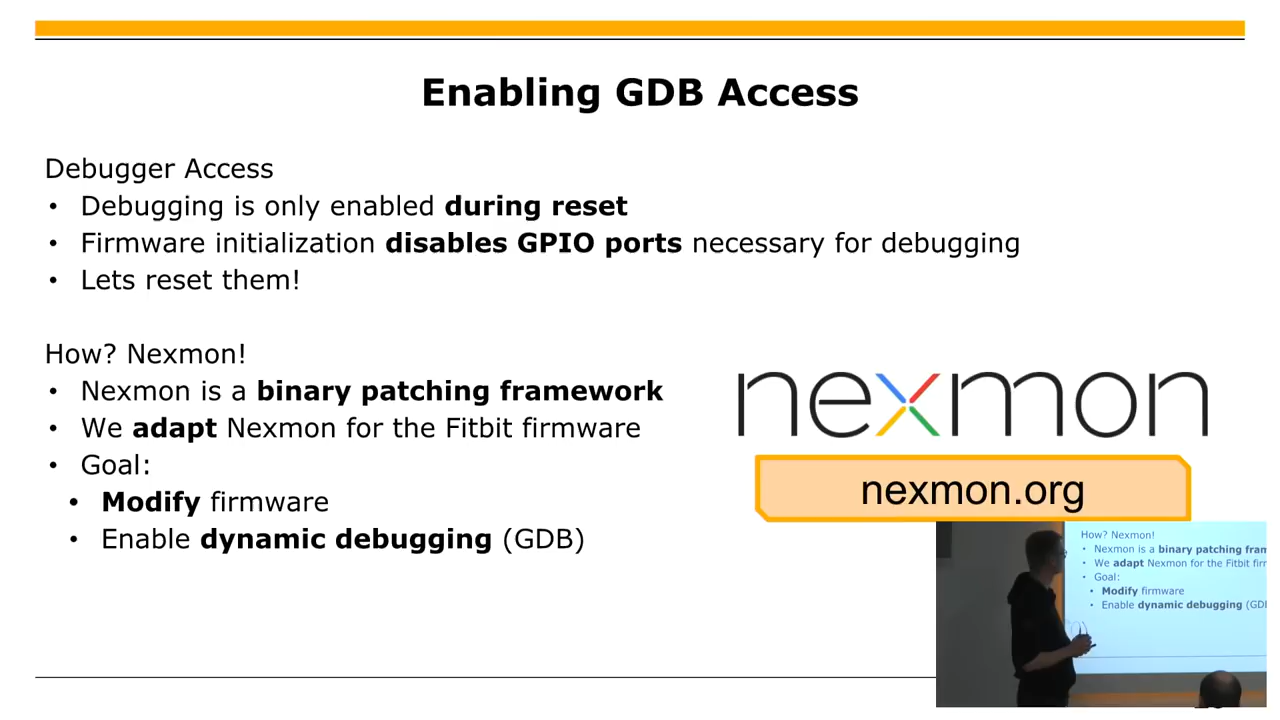 Enabling GDB Access
Debugger Access
• Debugging is only enabled during reset
• Firmware initialization disables GPIO ports necessary for debugging
• Lets reset them!
How? Nexmon!
• Nexmon is a binary patching framework
• We adapt Nexmon for the Fitbit firmware
• Goal:
• Modify firmware
• Enable dynamic debugging (GDB)
nexmon
nexmon.org
How? Nexmon!
• Nexmon is a binary patching fram
• We adapt Nexmon for the Fitbit firm
• Goal:
• Modify firmware
• Enable dynamic debugging (GDB